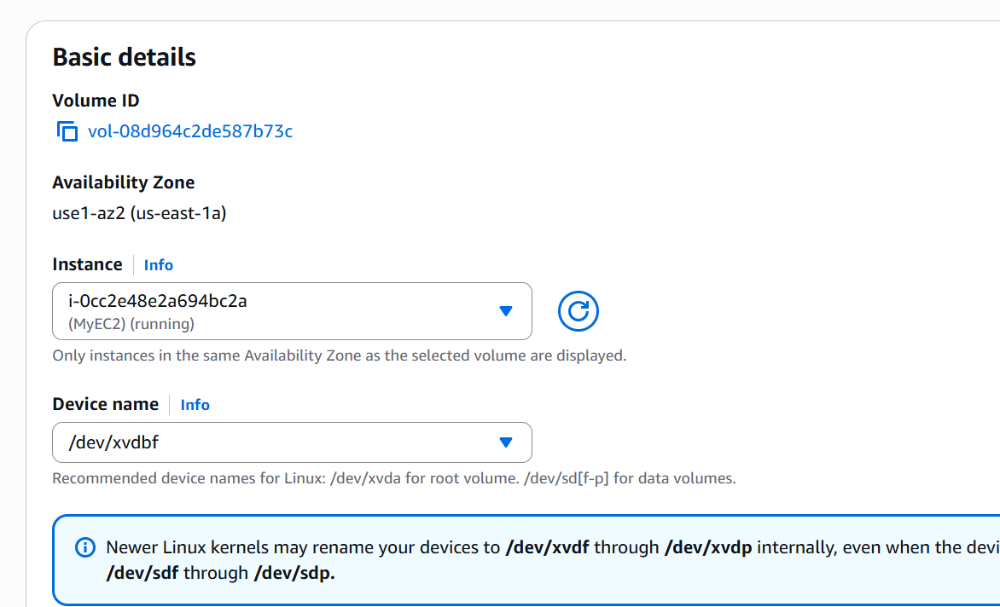 Basic details
Volume ID
vol-08d964c2de587b73c
Availability Zone
use1-az2 (us-east-1a)
Instance Info
i-0cc2e48e2a694bc2a
(MyEC2) (running)
Only instances in the same Availability Zone as the selected volume are displayed.
Device name Info
/dev/xvdbf
Recommended device names for Linux: /dev/xvda for root volume. /dev/sd[f-p] for data volumes.
Newer Linux kernels may rename your devices to /dev/xvdf through /dev/xvdp internally, even when the devi
/dev/sdf through /dev/sdp.